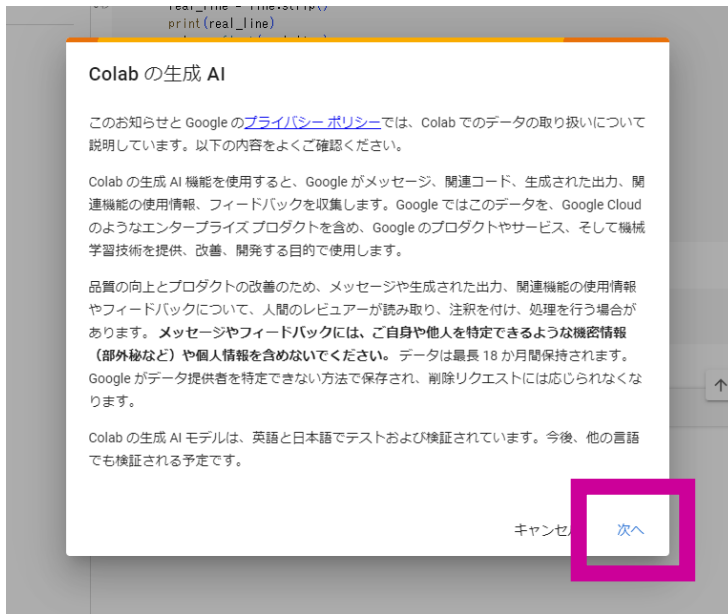 print(real_line)
Colab の生成 AI
このお知らせと Google のプライバシー ポリシーでは、Colab でのデータの取り扱いについて
説明しています。以下の内容をよくご確認ください。
Colab の生成 AI 機能を使用すると、Google がメッセージ、関連コード、生成された出力、関
連機能の使用情報、フィードバックを収集します。Google ではこのデータを、Google Cloud
のようなエンタープライズ プロダクトを含め、Google のプロダクトやサービス、そして機械
学習技術を提供、改善、開発する目的で使用します。
品質の向上とプロダクトの改善のため、メッセージや生成された出力、関連機能の使用情報
やフィードバックについて、人間のレビュアーが読み取り、注釈を付け、処理を行う場合が
あります。 メッセージやフィードバックには、ご自身や他人を特定できるような機密情報
（部外秘など）や個人情報を含めないでください。 データは最長 18 か月間保持されます。
Google がデータ提供者を特定できない方法で保存され、削除リクエストには応じられなくな
ります。
Colab の生成 AI モデルは、英語と日本語でテストおよび検証されています。今後、他の言語
でも検証される予定です。
キャンセル 次へ